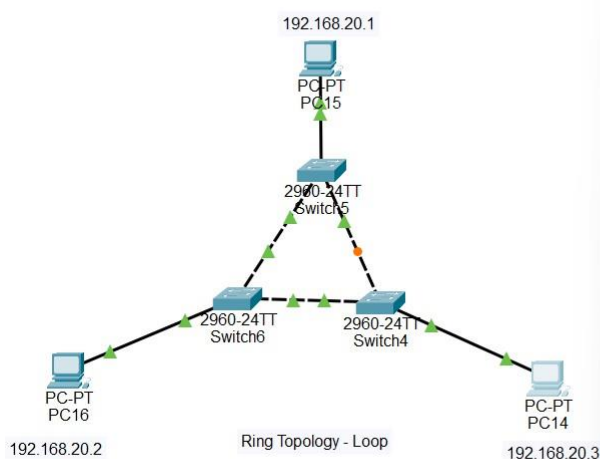 192.168.20.1
PC-PT
PC15
2960-24TT
Switch5
2960-24TT
Switch6
2960-24TT
Switch4
PC-PT
PC16
PC-PT
PC14
192.168.20.2
Ring Topology - Loop
192.168.20.3